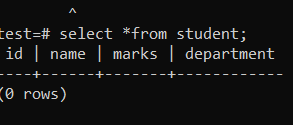 ^
test=# select *from student;
id | name | marks | department
----+------+-------+------------
(0 rows)